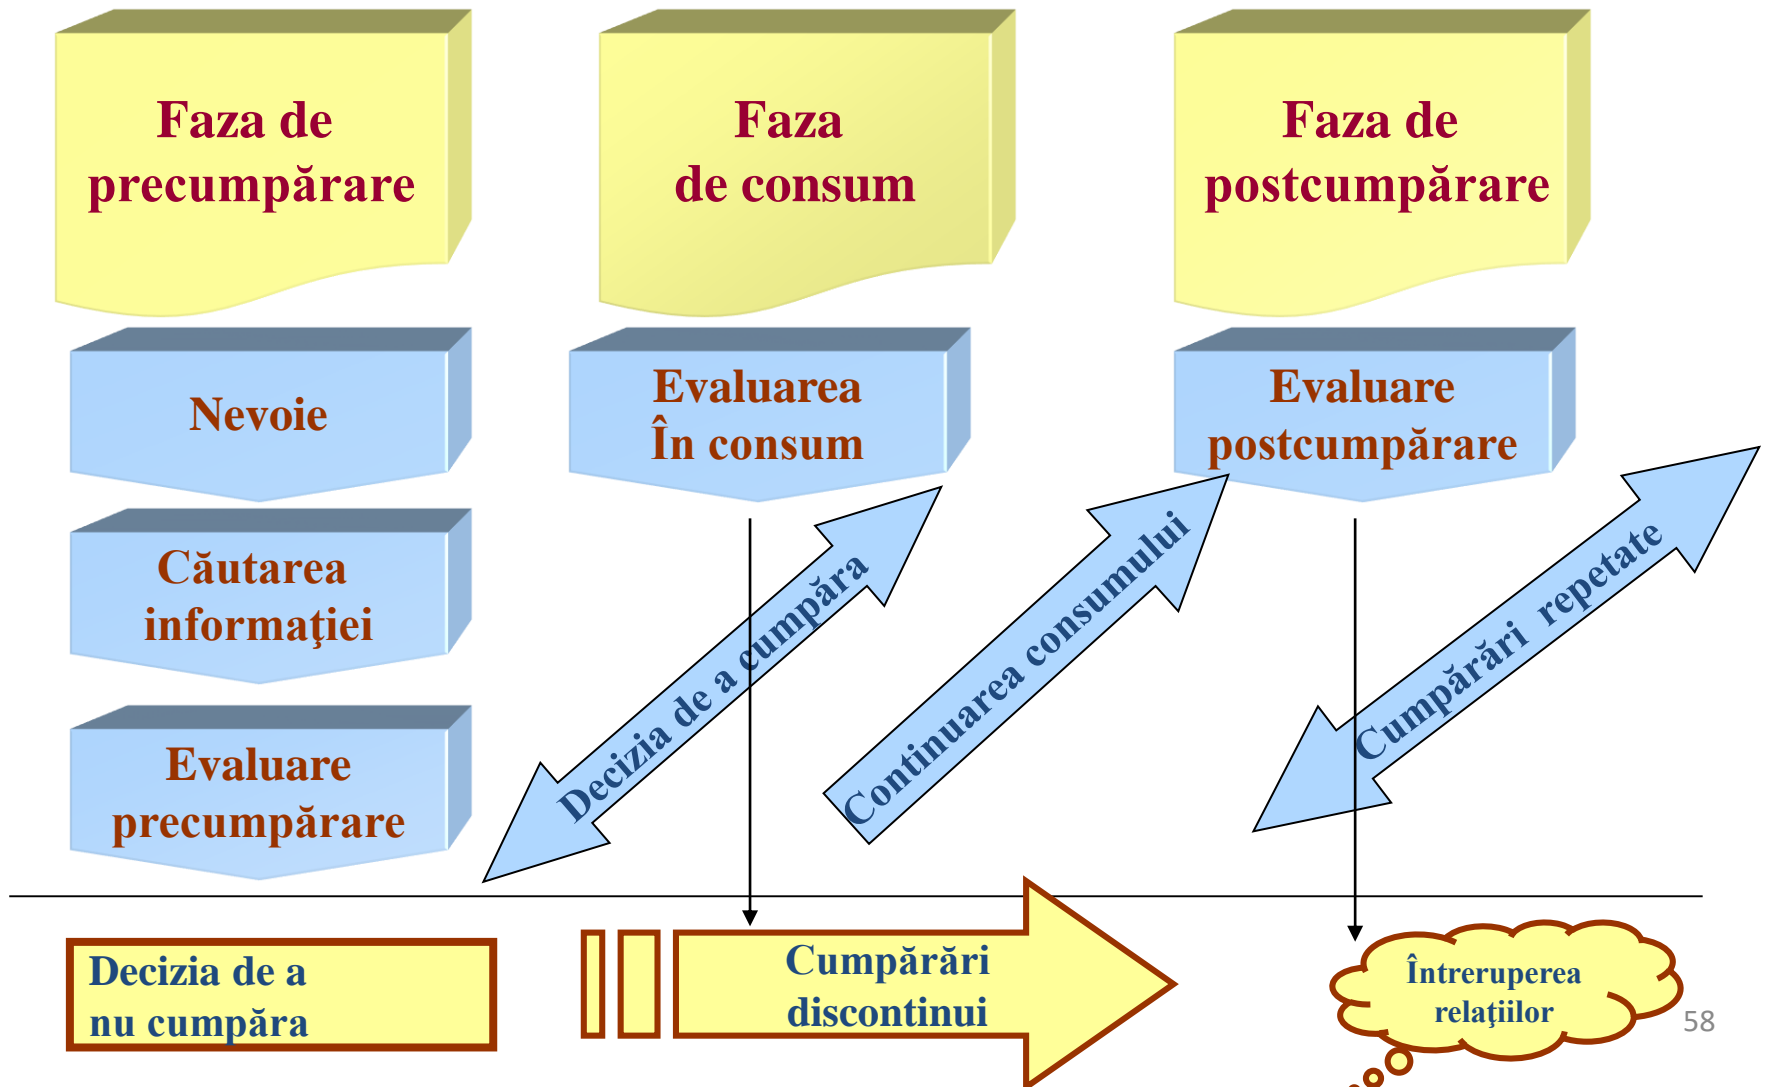 Faza de
precumpărare
Faza
de consum
Faza de
postcumpărare
Nevoie
Evaluarea
În consum
Evaluare
postcumpărare
Căutarea
informaţiei
Evaluare
precumpărare
Decizia de a cumpăra
Continuarea consumului
Cumpărări repetate
Decizia de a
nu cumpăra
Cumpărări
discontinui
Întreruperea
relaţiilor
58